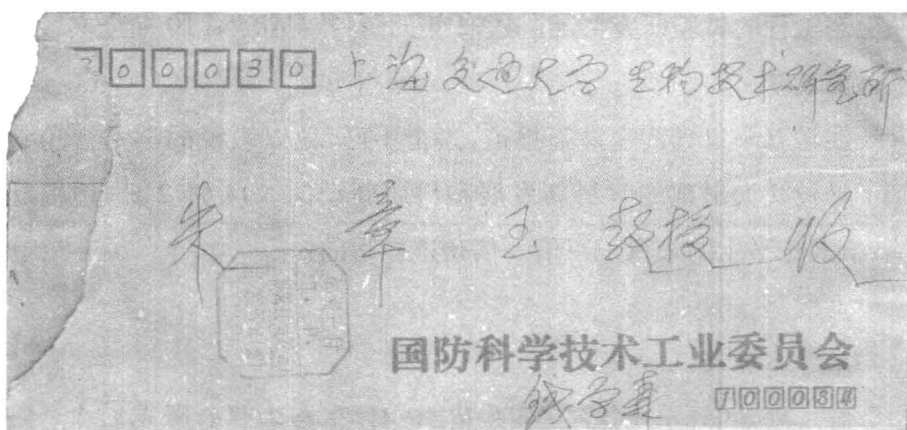 200030 上海交通大学 生物技术研究所
朱章玉 教授 收
国防科学技术工业委员会
钱学森 100034